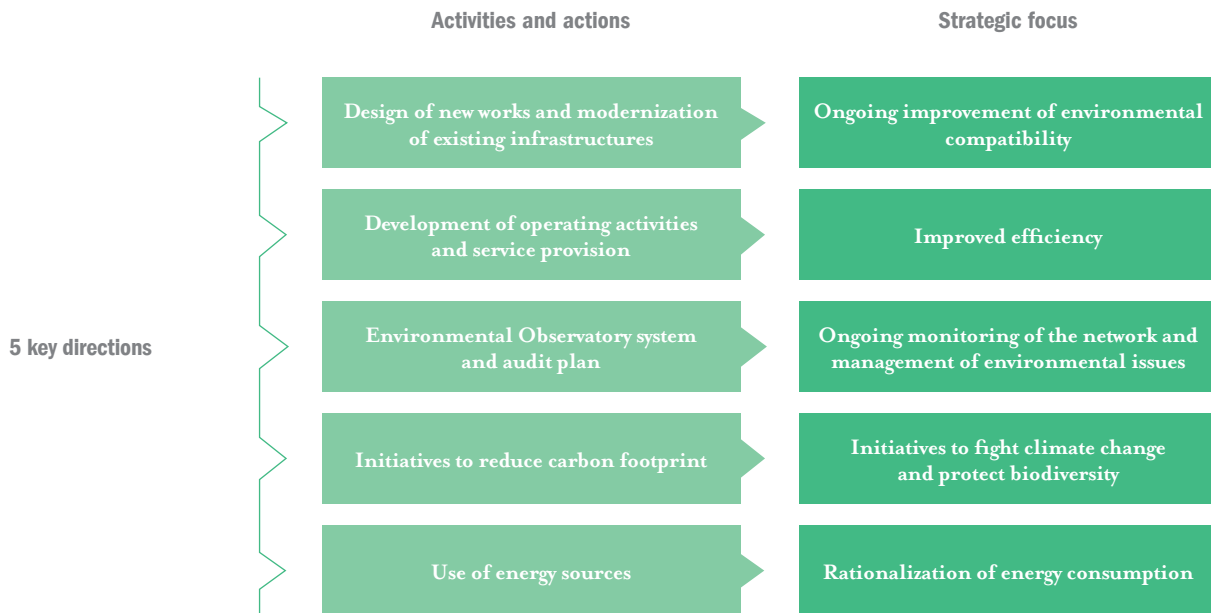 Activities and actions
Strategic focus
5 key directions
Design of new works and modernization
of existing infrastructures
Ongoing improvement of environmental
compatibility
Development of operating activities
and service provision
Improved efficiency
Environmental Observatory system
and audit plan
Ongoing monitoring of the network and
management of environmental issues
Initiatives to reduce carbon footprint
Initiatives to fight climate change
and protect biodiversity
Use of energy sources
Rationalization of energy consumption